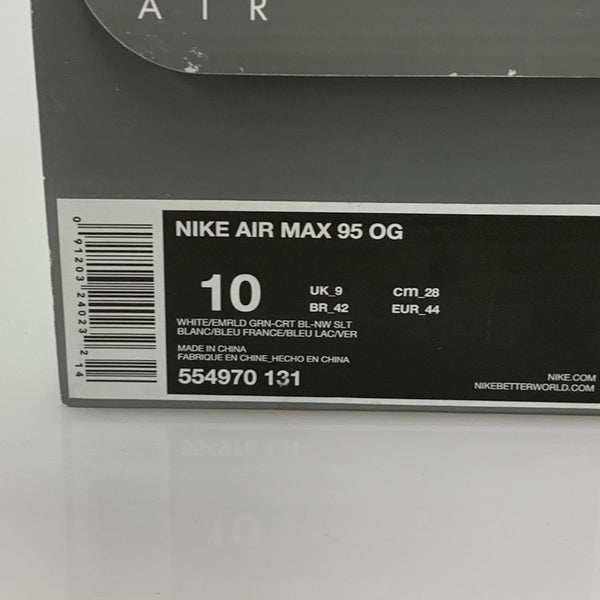 AIR
NIKE AIR MAX 95 OG
10
UK_9 cm_28
BR_42 EUR_44
WHITE/EMRLD GRN-CRT BL-NW SLT
BLANC/BLEU FRANCE/BLEU LAC/VER
MADE IN CHINA
FABRIQUE EN CHINE_HECHO EN CHINA
554970 131
NIKE.COM
NIKEBETTERWORLD.COM
0 91203 24023 2 14